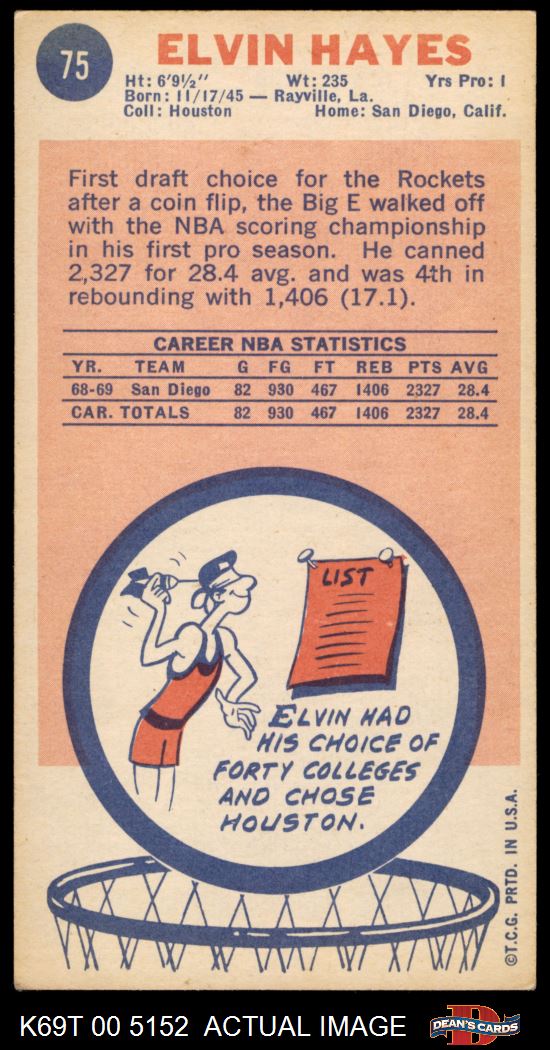 75
ELVIN HAYES
Ht: 6'9½" Wt: 235 Yrs Pro: 1
Born: 11/17/45 — Rayville, La.
Coll: Houston Home: San Diego, Calif.
First draft choice for the Rockets
after a coin flip, the Big E walked off
with the NBA scoring championship
in his first pro season. He canned
2,327 for 28.4 avg. and was 4th in
rebounding with 1,406 (17.1).
CAREER NBA STATISTICS
YR. TEAM G FG FT REB PTS AVG
68-69 San Diego 82 930 467 1406 2327 28.4
CAR. TOTALS 82 930 467 1406 2327 28.4
LIST
ELVIN HAD
HIS CHOICE OF
FORTY COLLEGES
AND CHOSE
HOUSTON.
©T.C.G. PRTD. IN U.S.A.
K69T 00 5152 ACTUAL IMAGE
D
DEAN'S CARDS